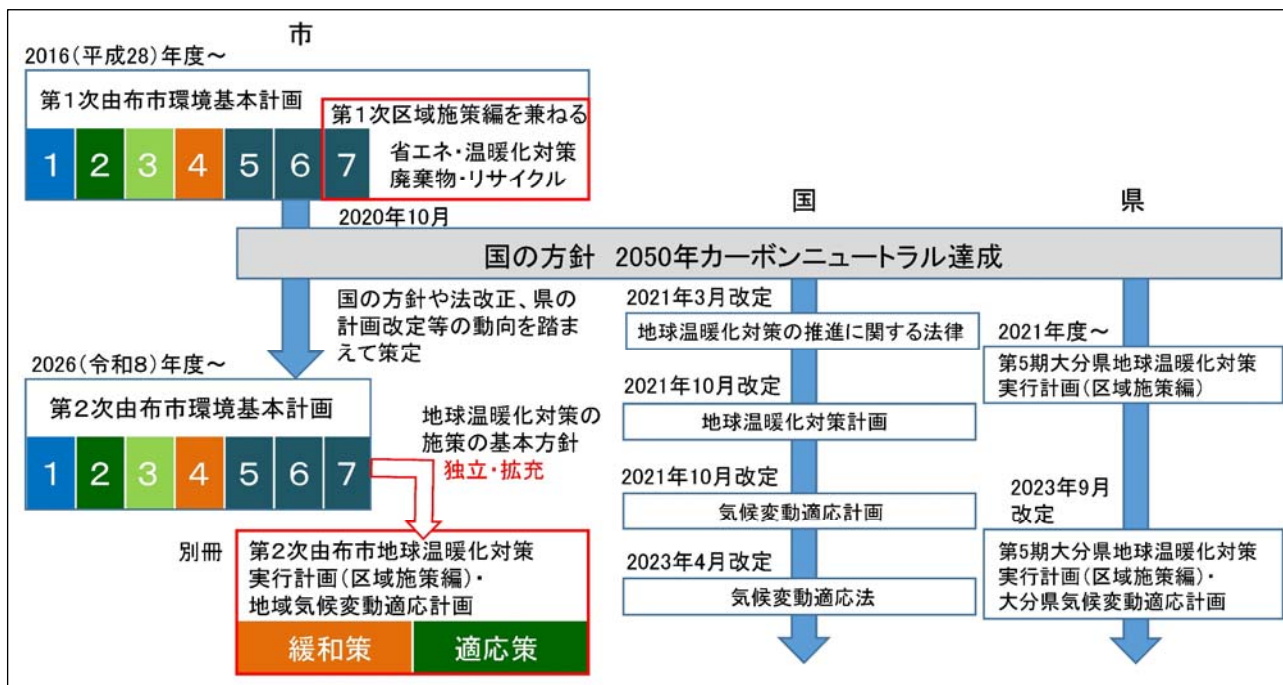 市
2016(平成28)年度～
第1次由布市環境基本計画
第1次区域施策編を兼ねる
1 2 3 4 5 6 7
省エネ・温暖化対策
廃棄物・リサイクル
国
県
2020年10月
国の方針 2050年カーボンニュートラル達成
国の方針や法改正、県の
計画改定等の動向を踏ま
えて策定
2026(令和8)年度～
第2次由布市環境基本計画
1 2 3 4 5 6 7
地球温暖化対策の
施策の基本方針
独立・拡充
別冊
第2次由布市地球温暖化対策
実行計画(区域施策編)・
地域気候変動適応計画
緩和策
適応策
2021年3月改定
地球温暖化対策の推進に関する法律
2021年10月改定
地球温暖化対策計画
2021年10月改定
気候変動適応計画
2023年4月改定
気候変動適応法
2021年度～
第5期大分県地球温暖化対策
実行計画(区域施策編)
2023年9月
改定
第5期大分県地球温暖化対策
実行計画(区域施策編)・
大分県気候変動適応計画